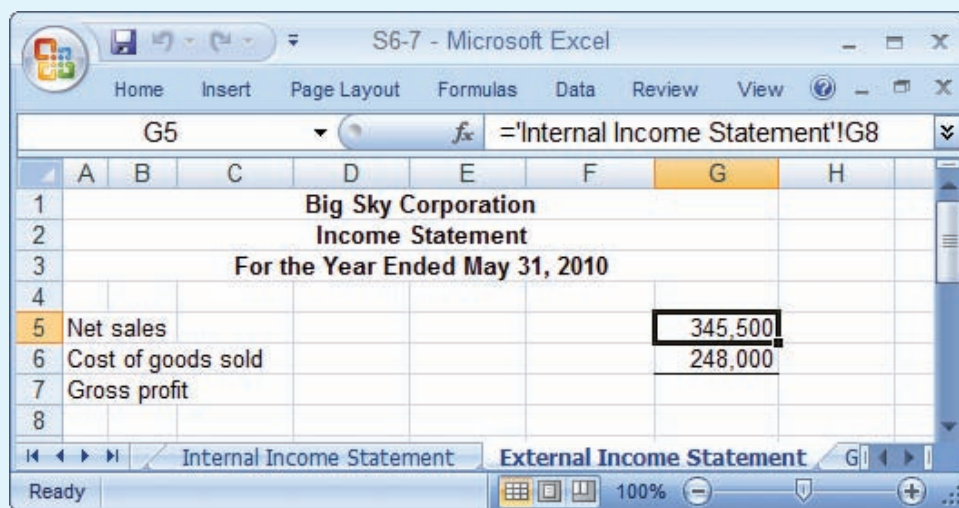 S6-7 - Microsoft Excel
Home Insert Page Layout Formulas Data Review View
G5 fx ='Internal Income Statement'!G8
A B C D E F G H
1 Big Sky Corporation
2 Income Statement
3 For the Year Ended May 31, 2010
4
5 Net sales 345,500
6 Cost of goods sold 248,000
7 Gross profit
8
Internal Income Statement External Income Statement G
Ready 100%